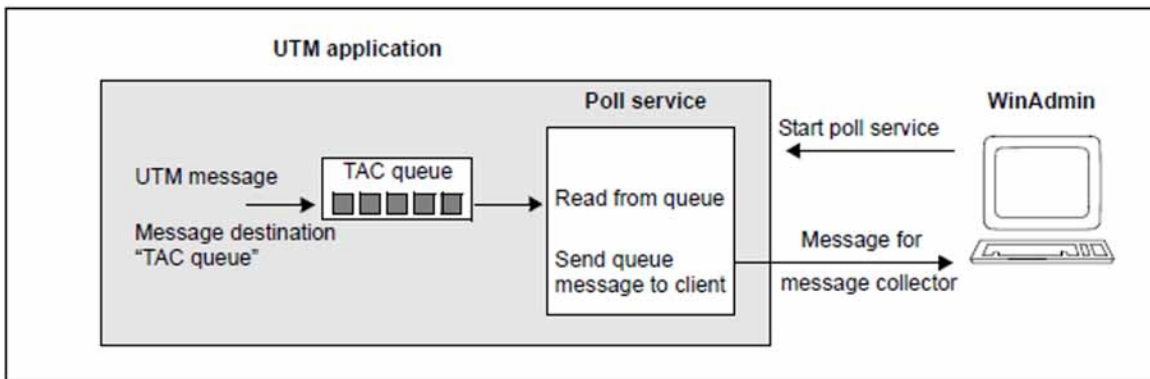 UTM application
Poll service
WinAdmin
Start poll service
TAC queue
UTM message
Message destination
“TAC queue”
Read from queue
Send queue
message to client
Message for
message collector